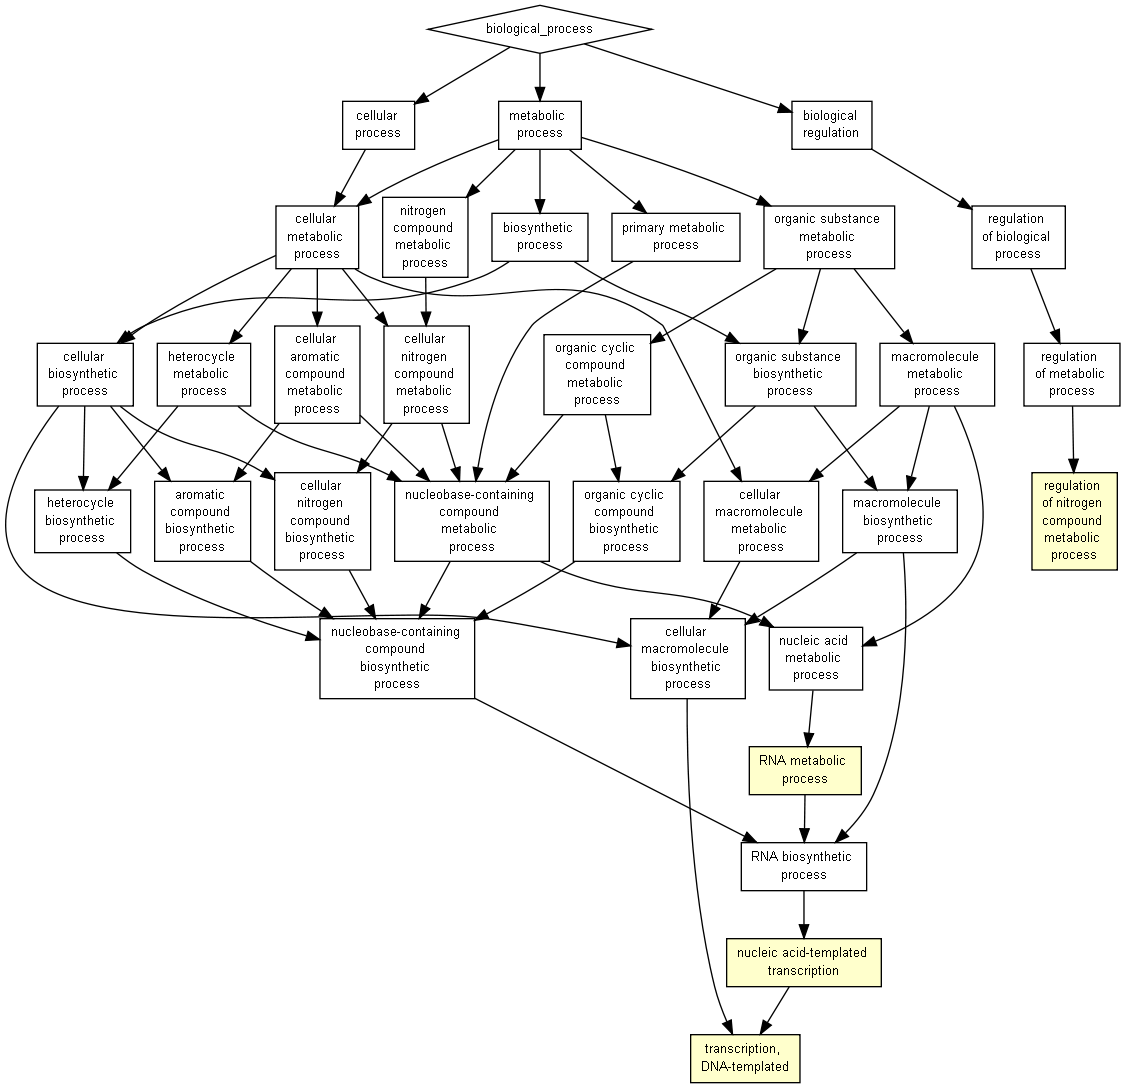 biological_process
cellular
process
metabolic
process
biological
regulation
cellular
metabolic
process
nitrogen
compound
metabolic
process
biosynthetic
process
primary metabolic
process
organic substance
metabolic
process
regulation
of biological
process
cellular
biosynthetic
process
heterocycle
metabolic
process
cellular
aromatic
compound
metabolic
process
cellular
nitrogen
compound
metabolic
process
organic cyclic
compound
metabolic
process
organic substance
biosynthetic
process
macromolecule
metabolic
process
regulation
of metabolic
process
heterocycle
biosynthetic
process
aromatic
compound
biosynthetic
process
cellular
nitrogen
compound
biosynthetic
process
nucleobase-containing
compound
metabolic
process
organic cyclic
compound
biosynthetic
process
cellular
macromolecule
metabolic
process
macromolecule
biosynthetic
process
regulation
of nitrogen
compound
metabolic
process
nucleobase-containing
compound
biosynthetic
process
cellular
macromolecule
biosynthetic
process
nucleic acid
metabolic
process
RNA metabolic
process
RNA biosynthetic
process
nucleic acid-templated
transcription
transcription,
DNA-templated